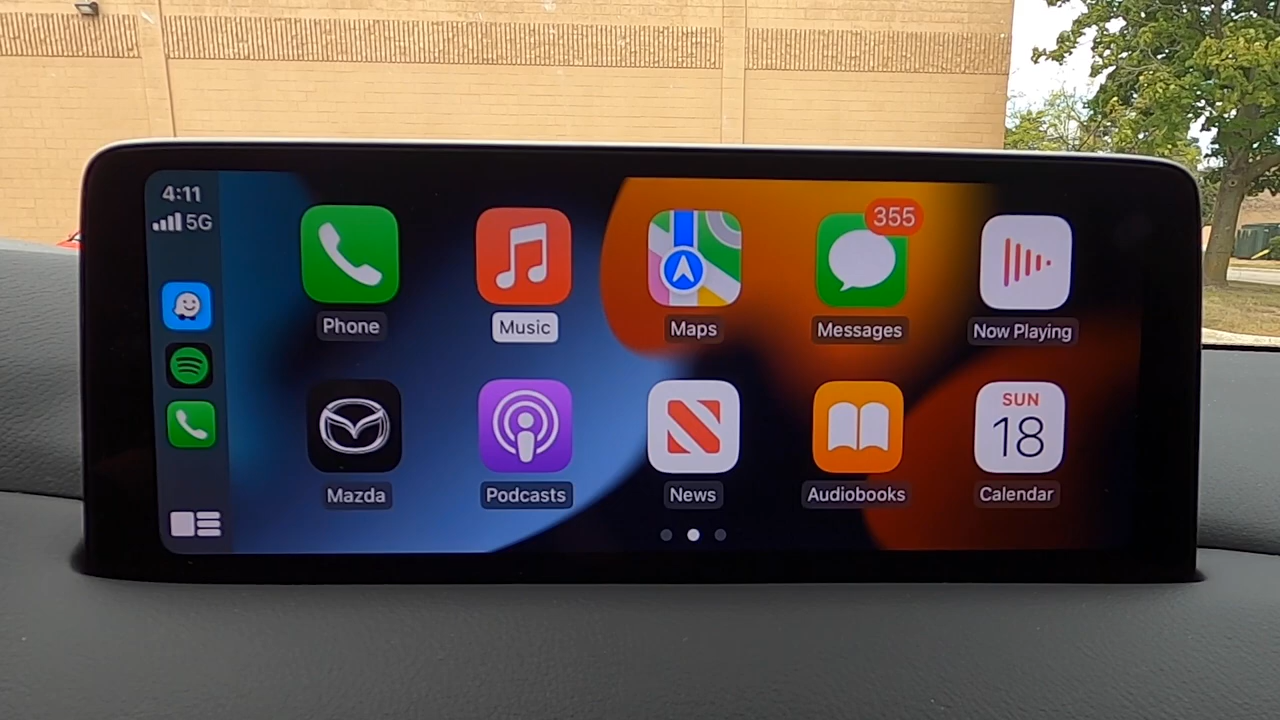 4:11
5G
355
Phone
Music
Maps
Messages
Now Playing
SUN
18
Mazda
Podcasts
News
Audiobooks
Calendar